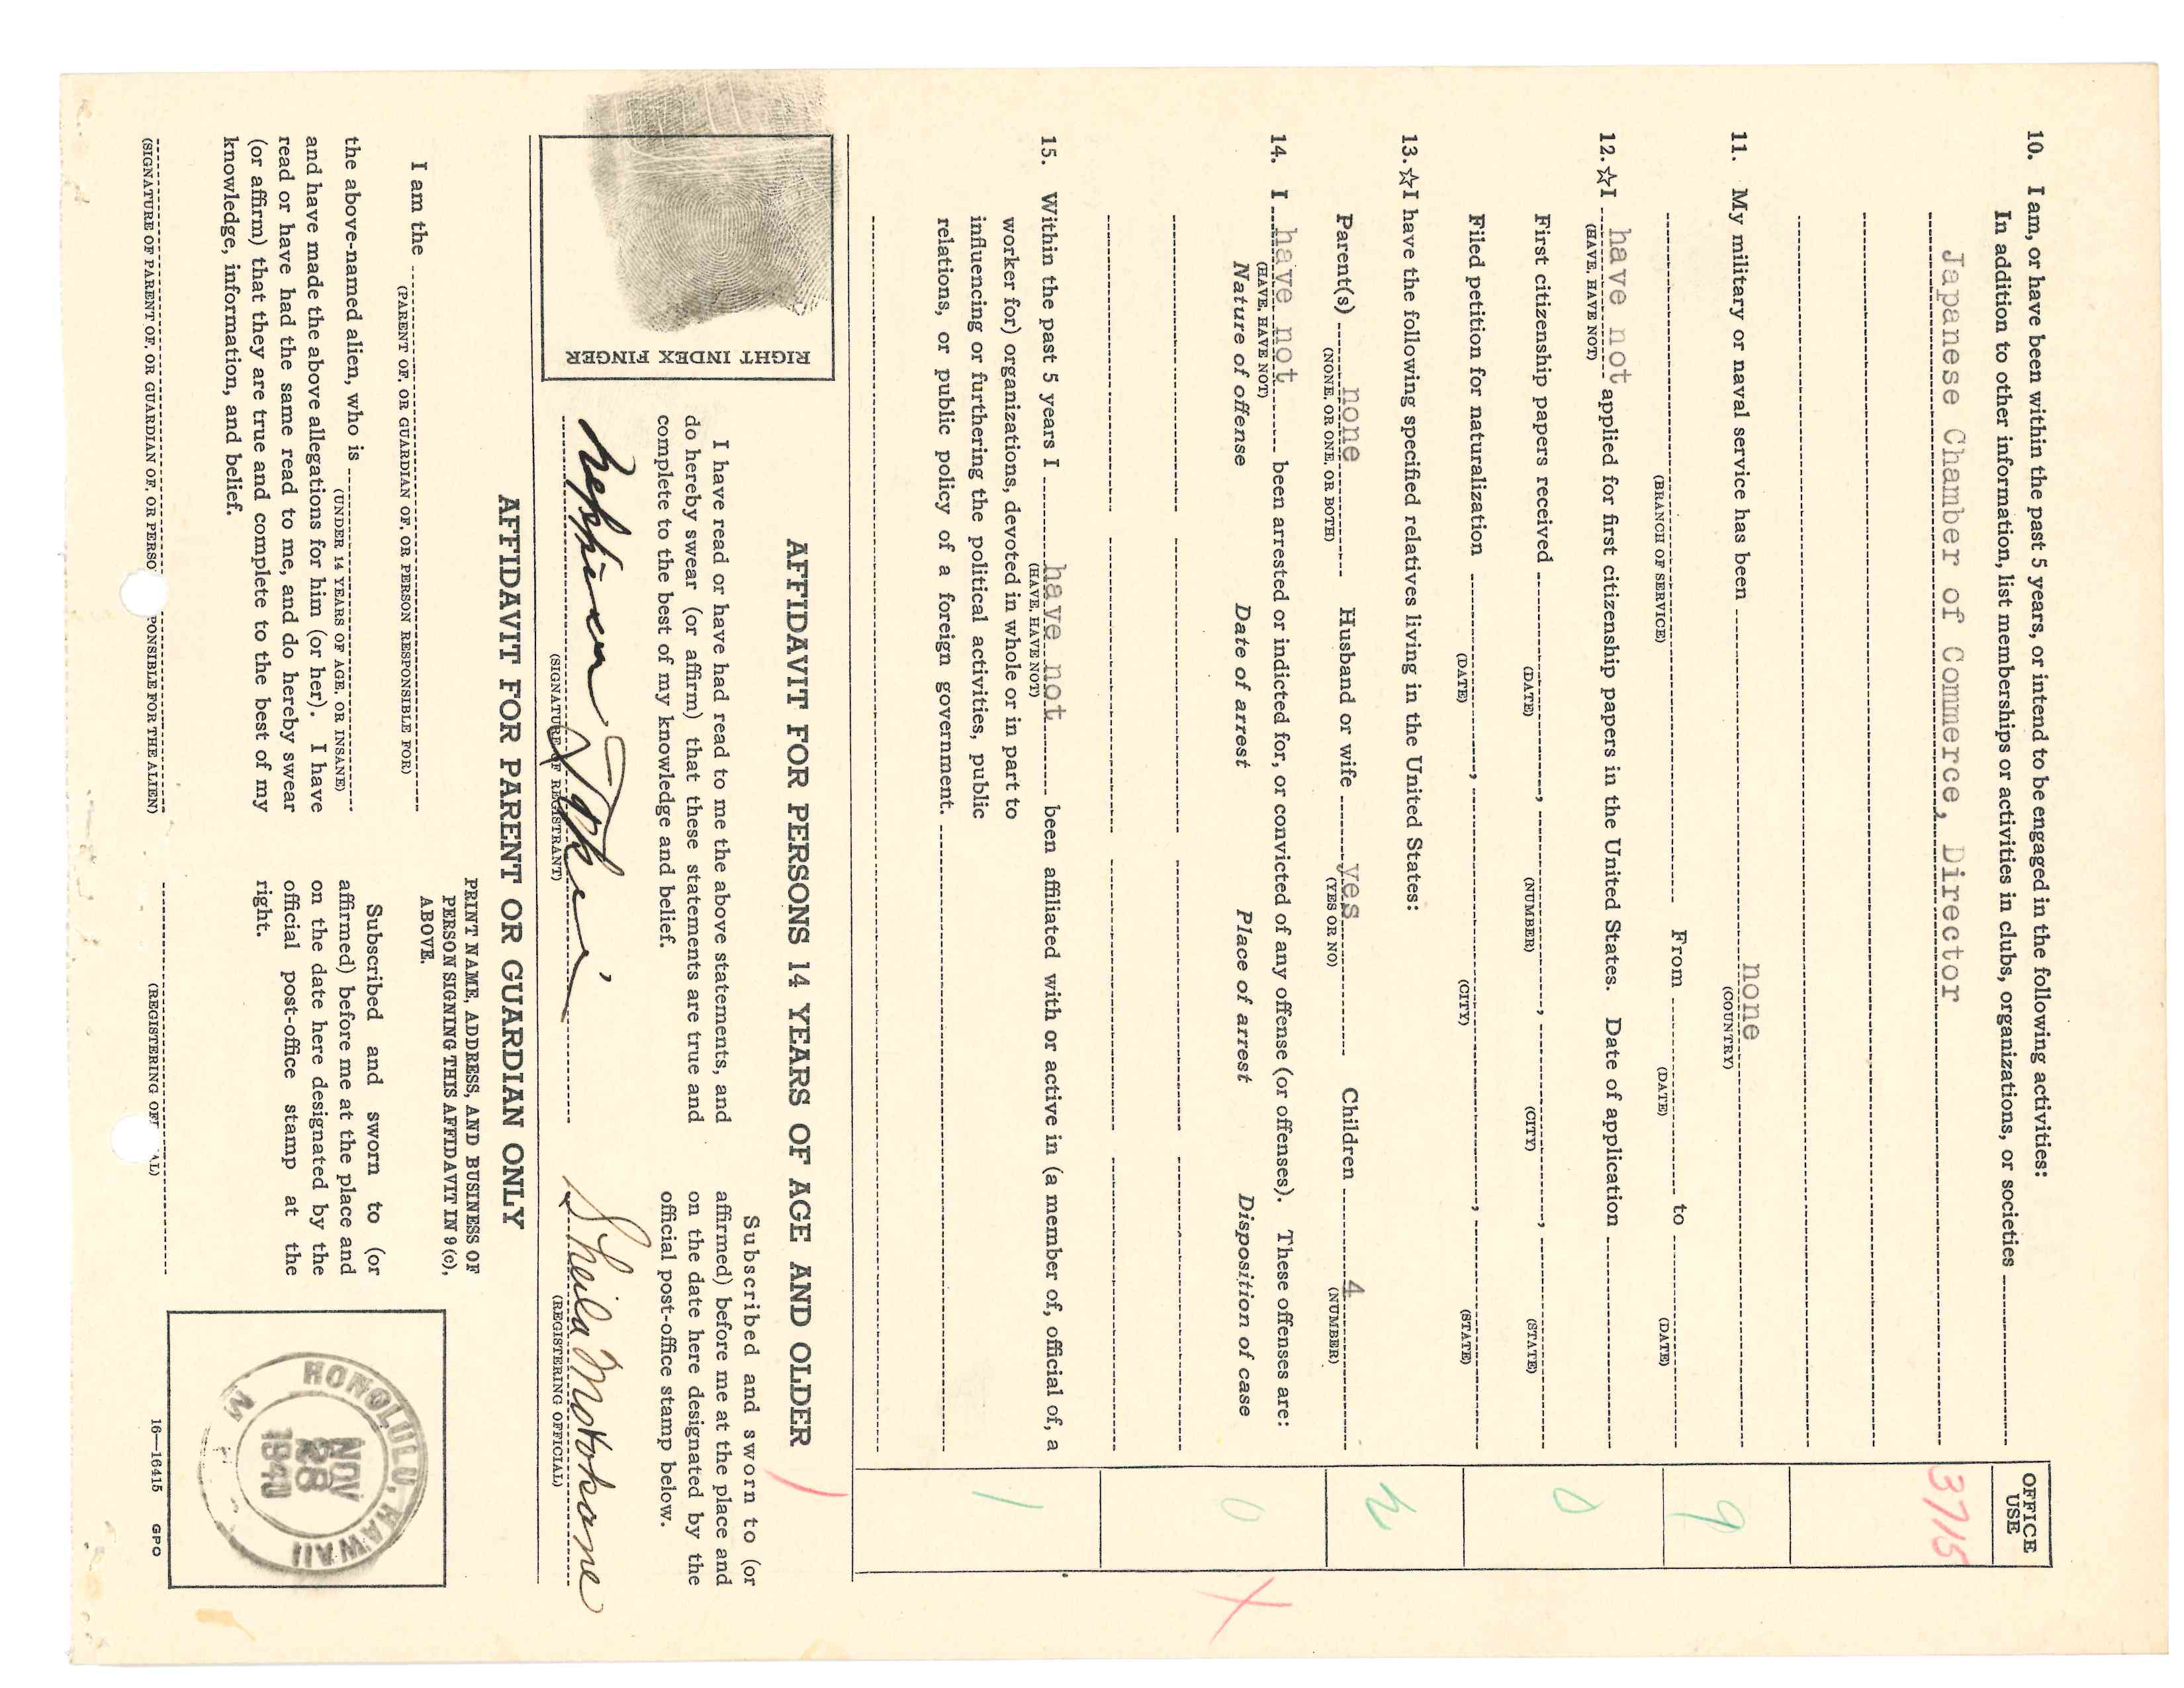 10. I am, or have been within the past 5 years, or intend to be engaged in the following activities:
In addition to other information, list memberships or activities in clubs, organizations, or societies
Japanese Chamber of Commerce, Director
OFFICE
USE
3715
11. My military or naval service has been none
(COUNTRY)
9
From to
(BRANCH OF SERVICE) (DATE) (DATE)
12. ☆I have not applied for first citizenship papers in the United States. Date of application
(HAVE, HAVE NOT)
0
First citizenship papers received , , ,
(DATE) (NUMBER) (CITY) (STATE)
Filed petition for naturalization , ,
(DATE) (CITY) (STATE)
13. ☆I have the following specified relatives living in the United States:
Parent(s) none Husband or wife yes Children 4
(NONE, OR ONE, OR BOTH) (YES OR NO) (NUMBER)
14. I have not been arrested or indicted for, or convicted of any offense (or offenses). These offenses are:
(HAVE, HAVE NOT)
Nature of offense Date of arrest Place of arrest Disposition of case
0 X
15. Within the past 5 years I have not been affiliated with or active in (a member of, official of, a
(HAVE, HAVE NOT)
worker for) organizations, devoted in whole or in part to
influencing or furthering the political activities, public
relations, or public policy of a foreign government.
1
RIGHT INDEX FINGER
AFFIDAVIT FOR PERSONS 14 YEARS OF AGE AND OLDER
I have read or have had read to me the above statements, and
do hereby swear (or affirm) that these statements are true and
complete to the best of my knowledge and belief.
Tokui
(SIGNATURE OF REGISTRANT)
Subscribed and sworn to (or
affirmed) before me at the place and
on the date here designated by the
official post-office stamp below.
Sheila Motokane
(REGISTERING OFFICIAL)
AFFIDAVIT FOR PARENT OR GUARDIAN ONLY
I am the
(PARENT OF, OR GUARDIAN OF, OR PERSON RESPONSIBLE FOR)
the above-named alien, who is
(UNDER 14 YEARS OF AGE, OR INSANE)
and have made the above allegations for him (or her). I have
read or have had the same read to me, and do hereby swear
(or affirm) that they are true and complete to the best of my
knowledge, information, and belief.
(SIGNATURE OF PARENT OF, OR GUARDIAN OF, OR PERSO PONSIBLE FOR THE ALIEN)
PRINT NAME, ADDRESS, AND BUSINESS OF
PERSON SIGNING THIS AFFIDAVIT IN 9 (c),
ABOVE.
Subscribed and sworn to (or
affirmed) before me at the place and
on the date here designated by the
official post-office stamp at the
right.
(REGISTERING OFF AL)
HONOLULU, HAWAII
NOV
28
1940
16—16415 GPO